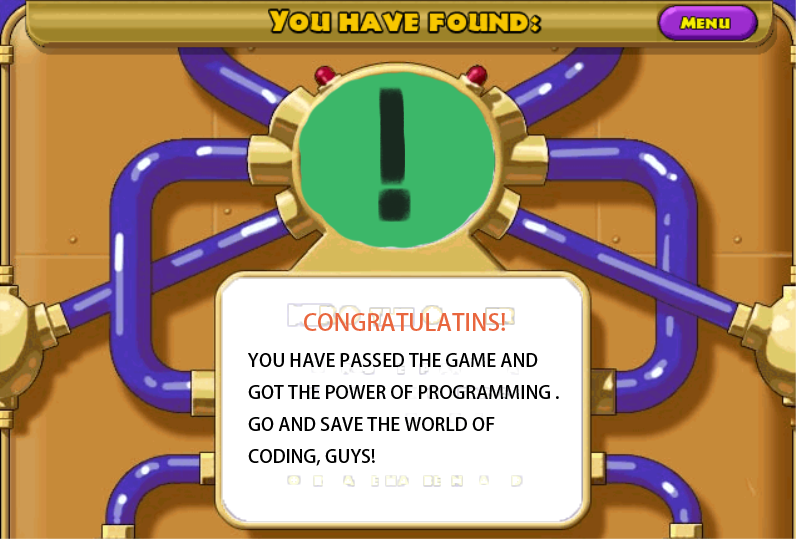 YOU HAVE FOUND:
MENU
CONGRATULATINS!
YOU HAVE PASSED THE GAME AND
GOT THE POWER OF PROGRAMMING .
GO AND SAVE THE WORLD OF
CODING, GUYS!